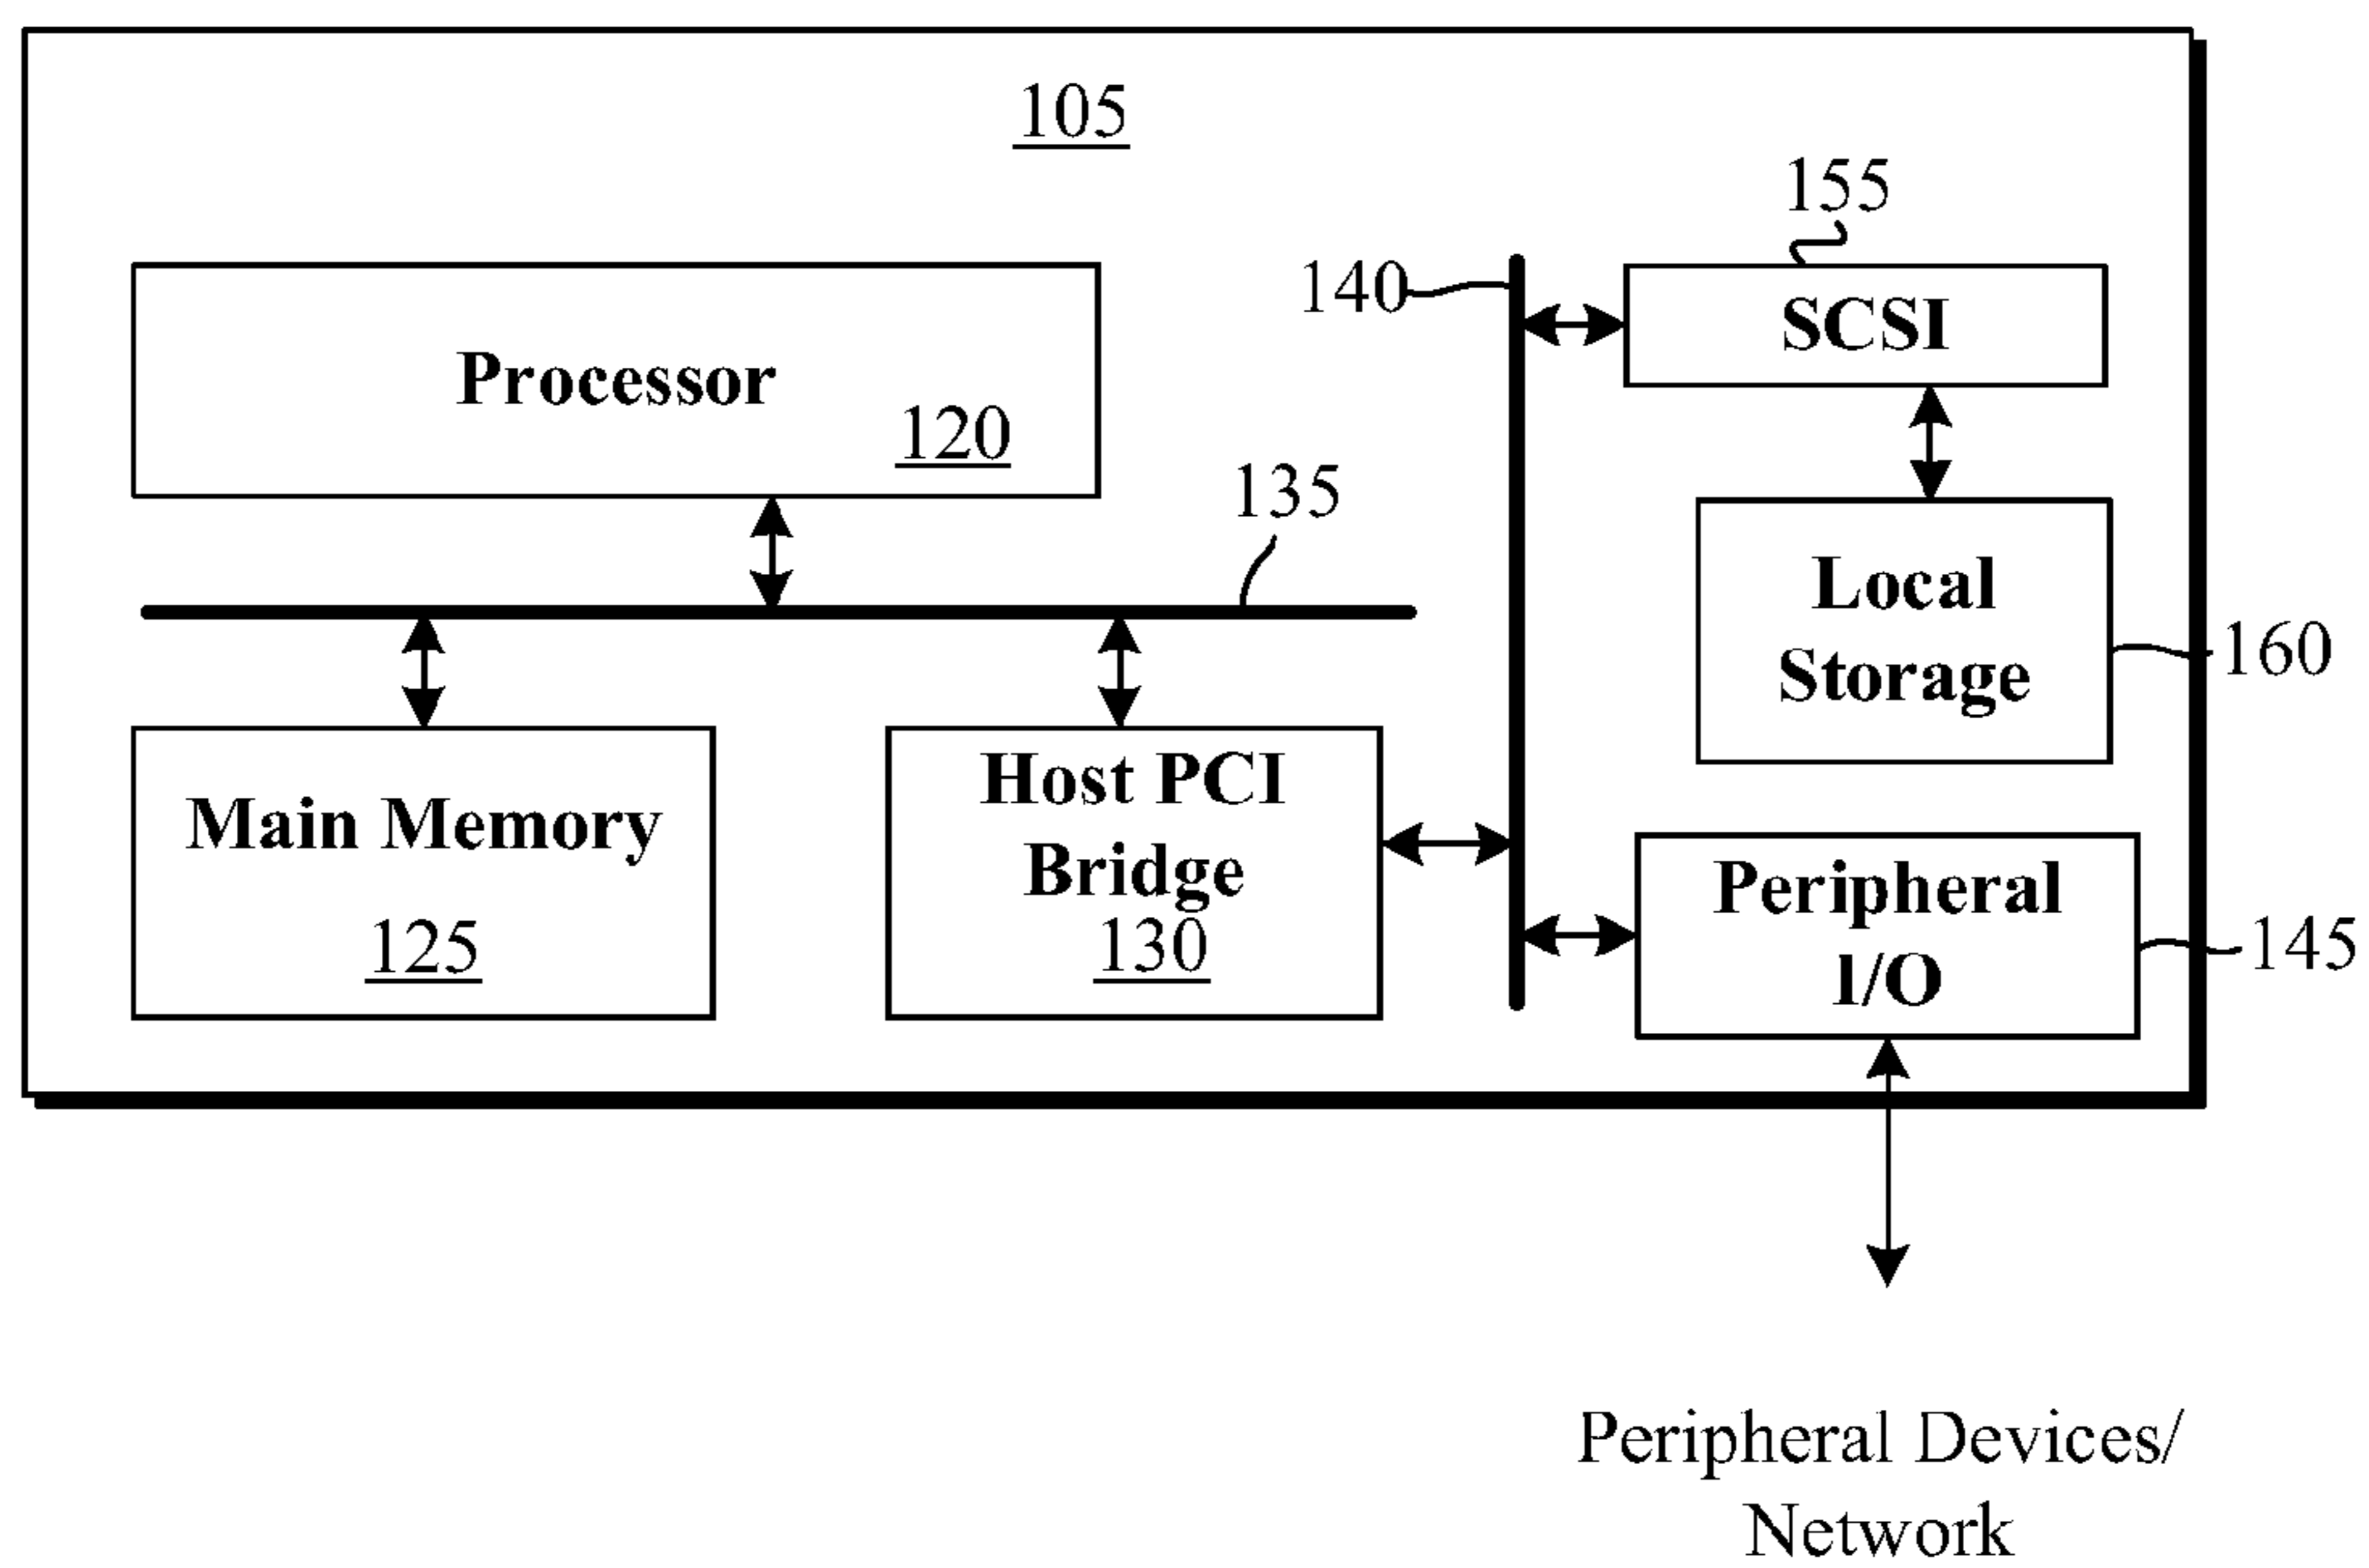 105
155
140
SCSI
Processor
120
135
Local
Storage
160
Main Memory
125
Host PCI
Bridge
130
Peripheral
I/O
145
Peripheral Devices/
Network